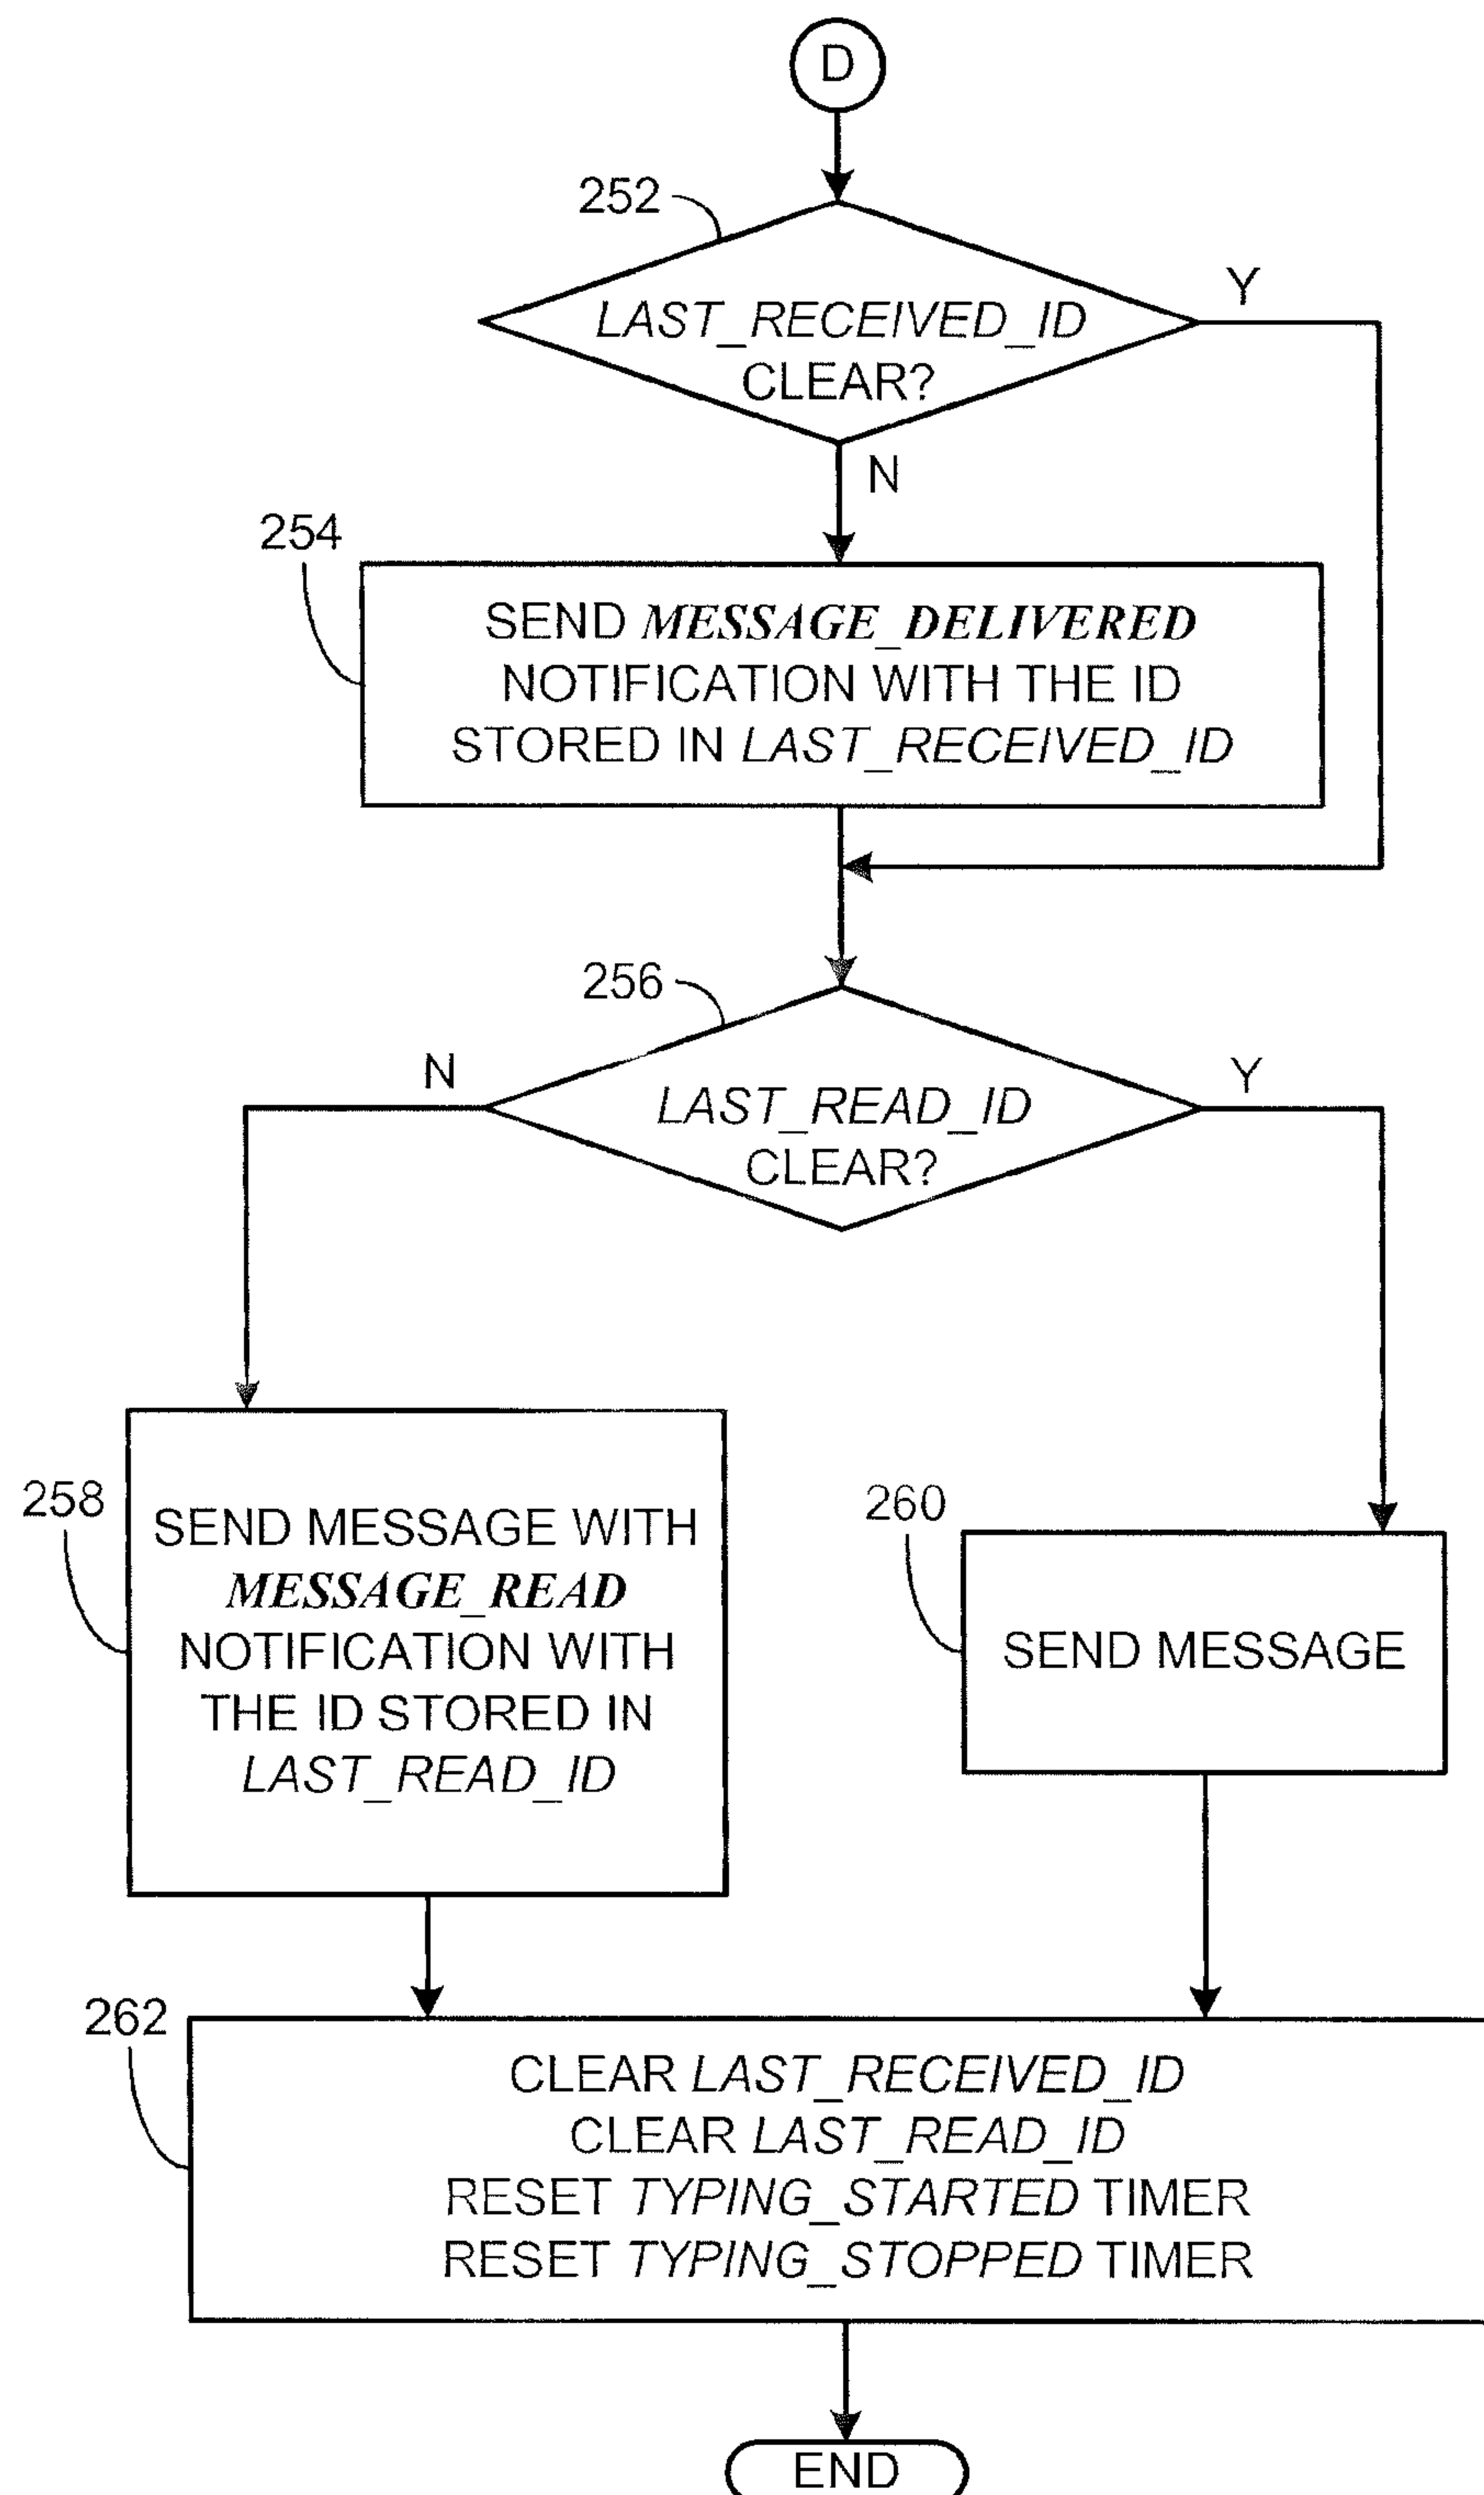 D
252
LAST_RECEIVED_ID
CLEAR?
Y
N
254
SEND MESSAGE_DELIVERED
NOTIFICATION WITH THE ID
STORED IN LAST_RECEIVED_ID
256
N
Y
LAST_READ_ID
CLEAR?
258
SEND MESSAGE WITH
MESSAGE_READ
NOTIFICATION WITH
THE ID STORED IN
LAST_READ_ID
260
SEND MESSAGE
262
CLEAR LAST_RECEIVED_ID
CLEAR LAST_READ_ID
RESET TYPING_STARTED TIMER
RESET TYPING_STOPPED TIMER
END